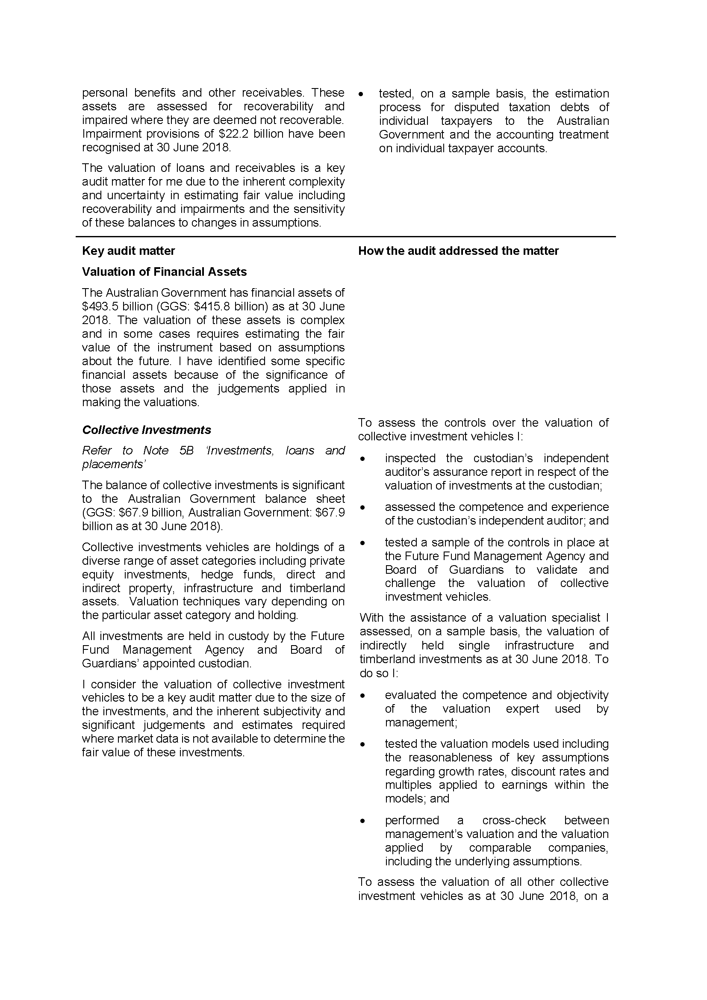 personal benefits and other receivables. These
assets are assessed for recoverability and
impaired where they are deemed not recoverable.
Impairment provisions of $22.2 billion have been
recognised at 30 June 2018.
The valuation of loans and receivables is a key
audit matter for me due to the inherent complexity
and uncertainty in estimating fair value including
recoverability and impairments and the sensitivity
of these balances to changes in assumptions.
• tested, on a sample basis, the estimation
process for disputed taxation debts of
individual taxpayers to the Australian
Government and the accounting treatment
on individual taxpayer accounts.
Key audit matter
How the audit addressed the matter
Valuation of Financial Assets
The Australian Government has financial assets of
$493.5 billion (GGS: $415.8 billion) as at 30 June
2018. The valuation of these assets is complex
and in some cases requires estimating the fair
value of the instrument based on assumptions
about the future. I have identified some specific
financial assets because of the significance of
those assets and the judgements applied in
making the valuations.
Collective Investments
Refer to Note 5B ‘Investments, loans and
placements’
The balance of collective investments is significant
to the Australian Government balance sheet
(GGS: $67.9 billion, Australian Government: $67.9
billion as at 30 June 2018).
Collective investments vehicles are holdings of a
diverse range of asset categories including private
equity investments, hedge funds, direct and
indirect property, infrastructure and timberland
assets.  Valuation techniques vary depending on
the particular asset category and holding.
All investments are held in custody by the Future
Fund Management Agency and Board of
Guardians’ appointed custodian.
I consider the valuation of collective investment
vehicles to be a key audit matter due to the size of
the investments, and the inherent subjectivity and
significant judgements and estimates required
where market data is not available to determine the
fair value of these investments.
To assess the controls over the valuation of
collective investment vehicles I:
• inspected the custodian’s independent
auditor’s assurance report in respect of the
valuation of investments at the custodian;
• assessed the competence and experience
of the custodian’s independent auditor; and
• tested a sample of the controls in place at
the Future Fund Management Agency and
Board of Guardians to validate and
challenge the valuation of collective
investment vehicles.
With the assistance of a valuation specialist I
assessed, on a sample basis, the valuation of
indirectly held single infrastructure and
timberland investments as at 30 June 2018. To
do so I:
• evaluated the competence and objectivity
of the valuation expert used by
management;
• tested the valuation models used including
the reasonableness of key assumptions
regarding growth rates, discount rates and
multiples applied to earnings within the
models; and
• performed a cross-check between
management’s valuation and the valuation
applied by comparable companies,
including the underlying assumptions.
To assess the valuation of all other collective
investment vehicles as at 30 June 2018, on a